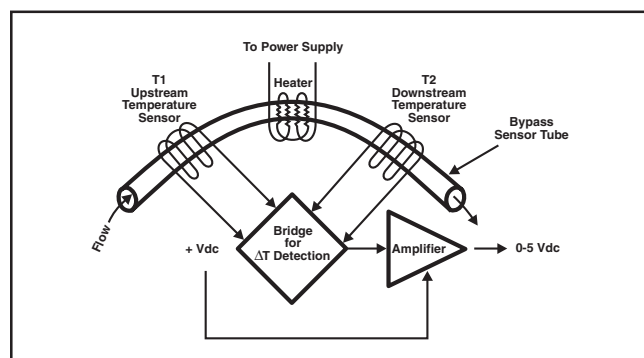 To Power Supply
Heater
T1
Upstream
Temperature
Sensor
T2
Downstream
Temperature
Sensor
Bypass
Sensor Tube
Flow
+ Vdc
Bridge
for
ΔT Detection
Amplifier
0-5 Vdc